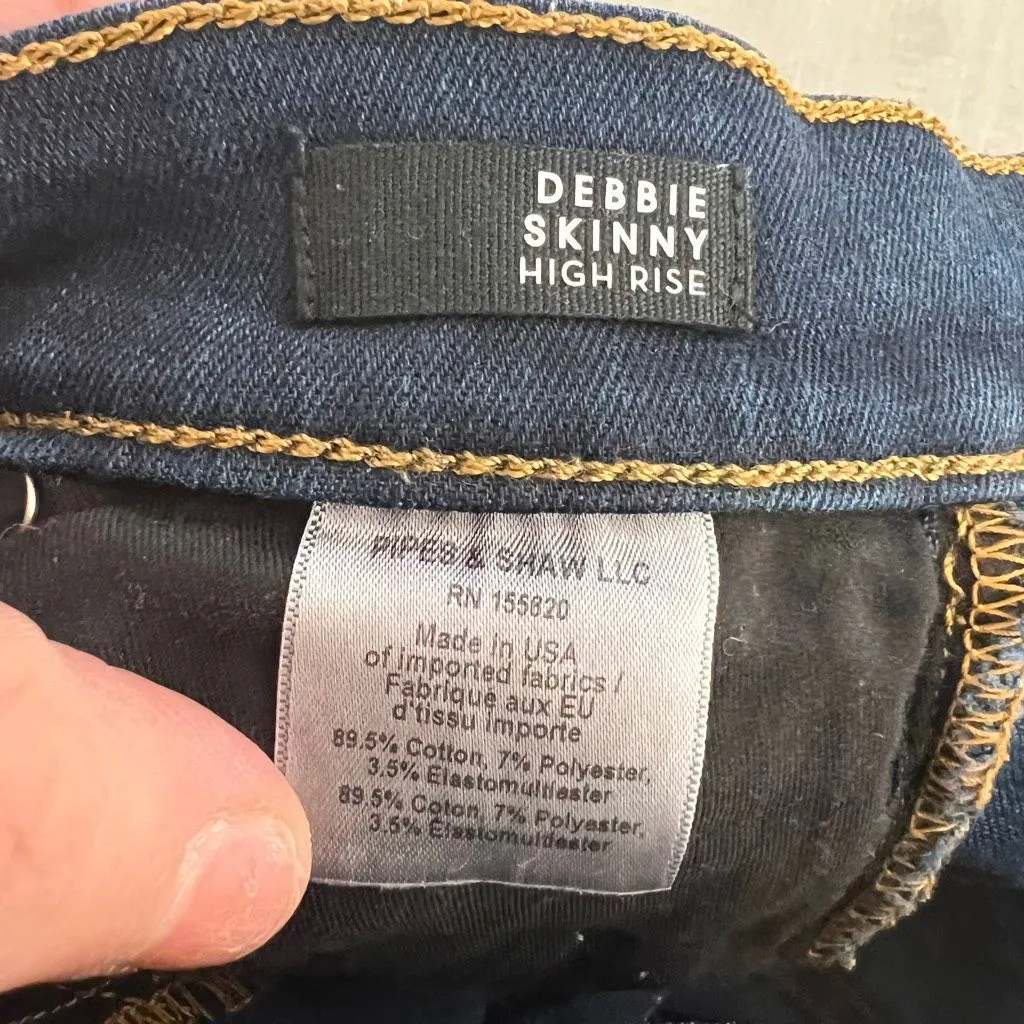 DEBBIE
SKINNY
HIGH RISE
PIPES & SHAW LLC
RN 155820
Made in USA
of imported fabrics /
Fabrique aux EU
d'tissu importe
89.5% Cotton, 7% Polyester,
3.5% Elastomultiester
89.5% Coton, 7% Polyester,
3.5% Elastomultiester